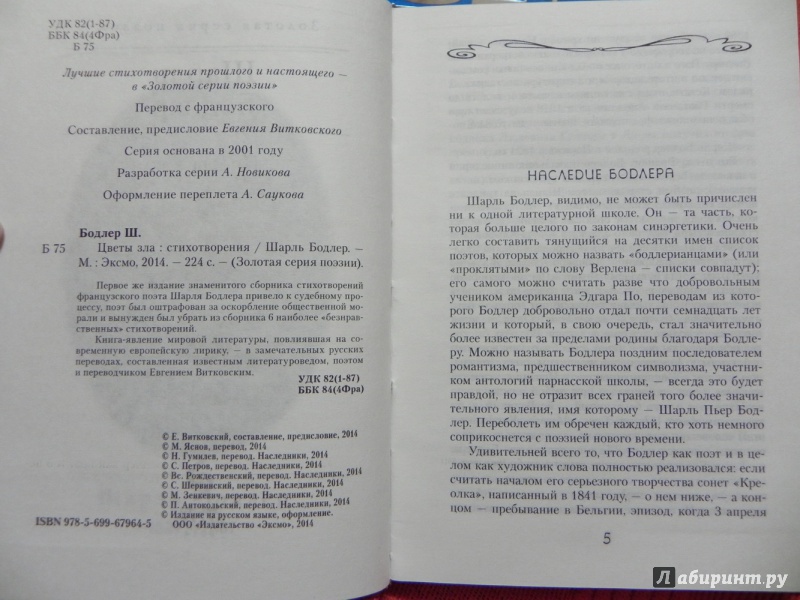 УДК 82(1-87)
ББК 84(4Фра)
Б 75
Лучшие стихотворения прошлого и настоящего –
в «Золотой серии поэзии»
Перевод с французского
Составление, предисловие Евгения Витковского
Серия основана в 2001 году
Разработка серии А. Новикова
Оформление переплета А. Саукова
Бодлер Ш.
Б 75 Цветы зла : стихотворения / Шарль Бодлер. –
М. : Эксмо, 2014. – 224 с. – (Золотая серия поэзии).
Первое же издание знаменитого сборника стихотворений
французского поэта Шарля Бодлера привело к судебному про-
цессу, поэт был оштрафован за оскорбление общественной мо-
рали и вынужден был убрать из сборника 6 наиболее «безнрав-
ственных» стихотворений.
Книга-явление мировой литературы, повлиявшая на со-
временную европейскую лирику, – в замечательных русских
переводах, составленная известным литературоведом, поэтом
и переводчиком Евгением Витковским.
УДК 82(1-87)
ББК 84(4Фра)
© Е. Витковский, составление, предисловие, 2014
© М. Яснов, перевод, 2014
© Н. Гумилев, перевод. Наследники, 2014
© С. Петров, перевод. Наследники, 2014
© Вс. Рождественский, перевод. Наследники, 2014
© С. Шервинский, перевод. Наследники, 2014
© М. Зенкевич, перевод. Наследники, 2014
© П. Антокольский, перевод. Наследники, 2014
© Издание на русском языке, оформление.
ООО «Издательство «Эксмо», 2014
ISBN 978-5-699-67964-5
НАСЛЕДИЕ БОДЛЕРА
Шарль Бодлер, видимо, не может быть причислен
ни к одной литературной школе. Он – та часть, ко-
торая больше целого по законам синэргетики. Очень
легко составить тянущийся на десятки имен список
поэтов, которых можно назвать «бодлерианцами» (или
«проклятыми» по слову Верлена – списки совпадут);
его самого можно считать разве что добровольным
учеником американца Эдгара По, переводам из ко-
торого Бодлер добровольно отдал почти семнадцать лет
жизни и который, в свою очередь, стал значительно
более известен за пределами родины благодаря Бодле-
ру. Можно называть Бодлера поздним последователем
романтизма, предшественником символизма, участни-
ком антологий парнасской школы, – всегда это будет
правдой, но не отразит всех граней того более значи-
тельного явления, имя которому – Шарль Пьер Бод-
лер. Переболеть им обречен каждый, кто хоть немного
соприкоснется с поэзией нового времени.
Удивительней всего то, что Бодлер как поэт и в це-
лом как художник слова полностью реализовался: если
считать началом его серьезного творчества сонет «Кре-
олка», написанный в 1841 году, – о нем ниже, – а кон-
цом – пребывание в Бельгии, эпизод, когда 3 апреля
5
Лабиринт.ру